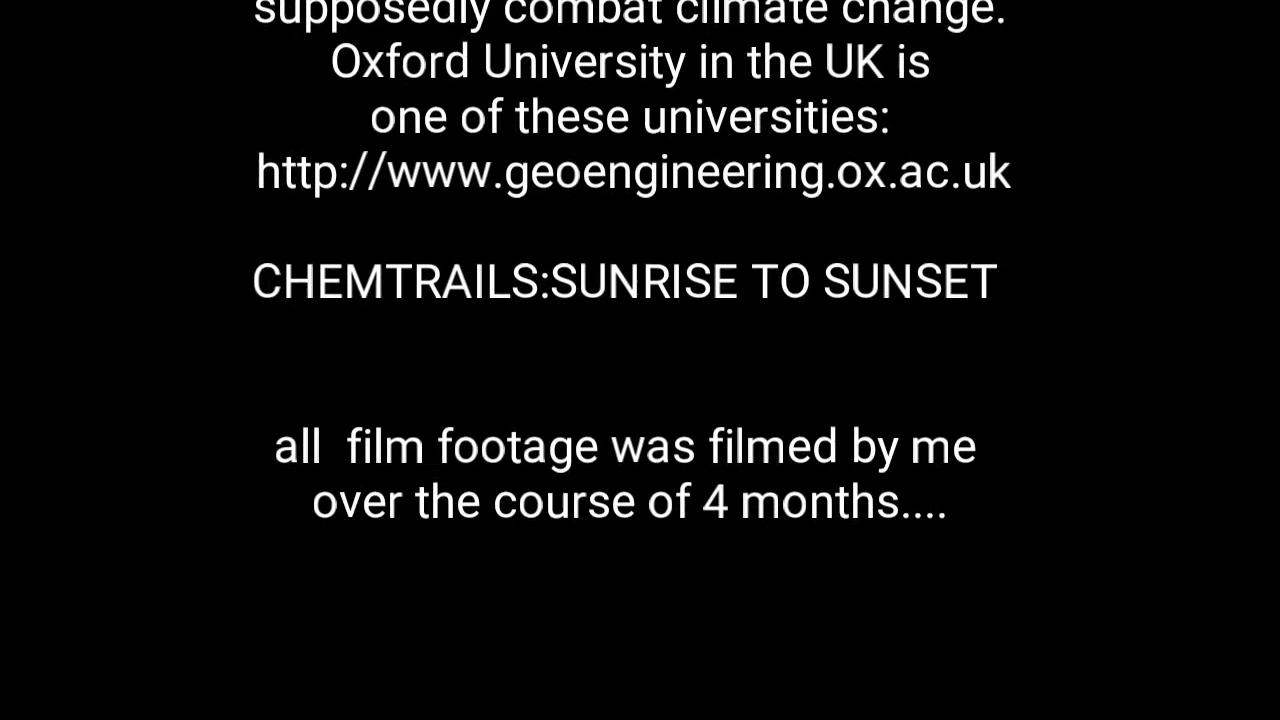 supposedly combat climate change.
Oxford University in the UK is
one of these universities:
http://www.geoengineering.ox.ac.uk
CHEMTRAILS:SUNRISE TO SUNSET
all film footage was filmed by me
over the course of 4 months....